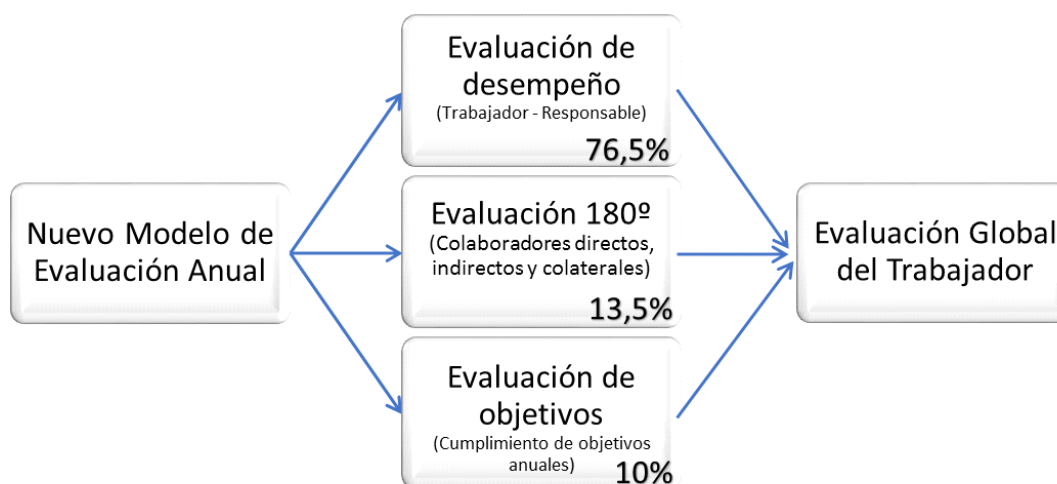 Nuevo Modelo de
Evaluación Anual
Evaluación de
desempeño
(Trabajador - Responsable)
76,5%
Evaluación 180º
(Colaboradores directos,
indirectos y colaterales)
13,5%
Evaluación de
objetivos
(Cumplimiento de objetivos
anuales)
10%
Evaluación Global
del Trabajador